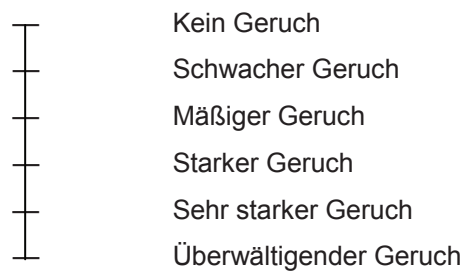 Kein Geruch
Schwacher Geruch
Mäßiger Geruch
Starker Geruch
Sehr starker Geruch
Überwältigender Geruch